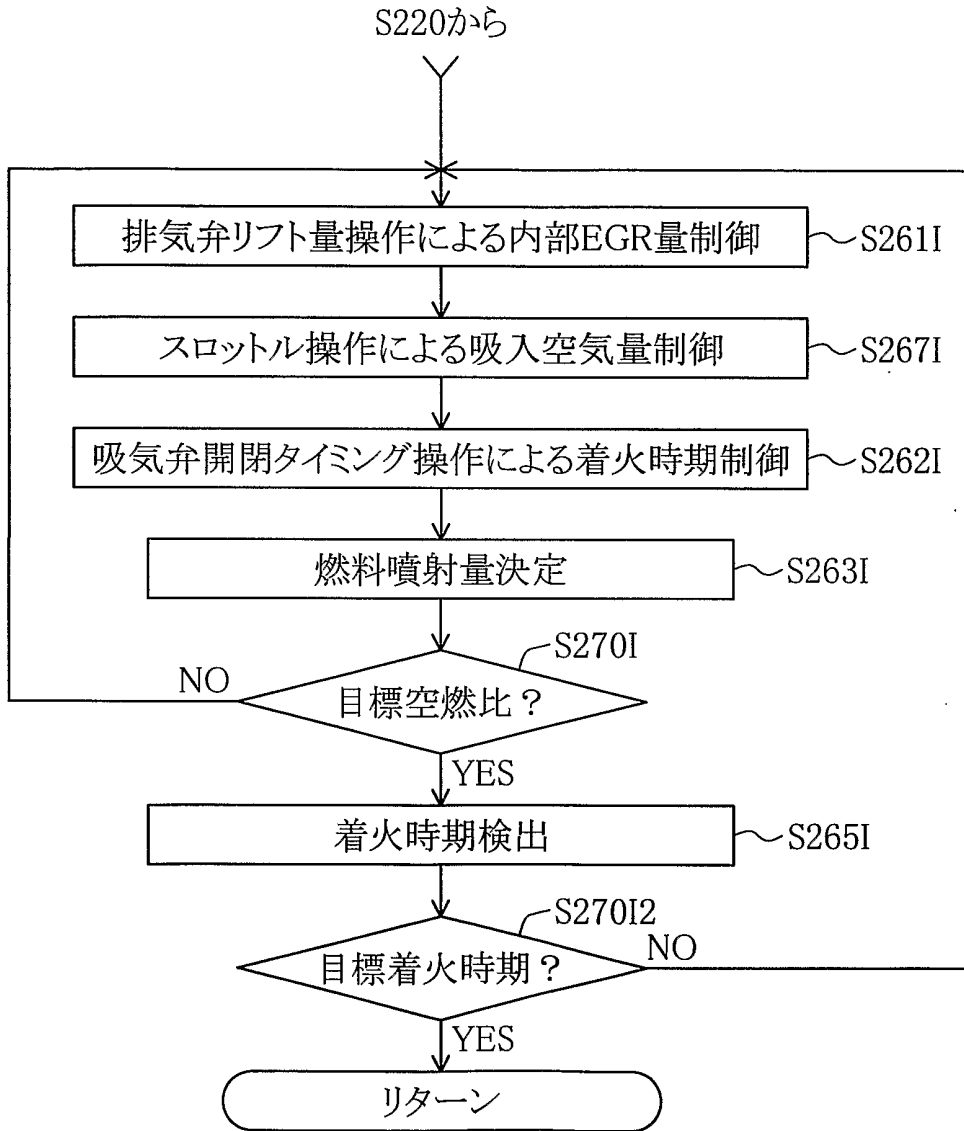 S220から
排気弁リフト量操作による内部EGR量制御
S261I
スロットル操作による吸入空気量制御
S267I
吸気弁開閉タイミング操作による着火時期制御
S262I
燃料噴射量決定
S263I
S270I
NO
目標空燃比？
YES
着火時期検出
S265I
S270I2
NO
目標着火時期？
YES
リターン